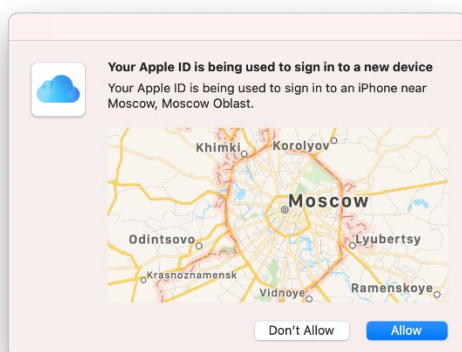 Your Apple ID is being used to sign in to a new device
Your Apple ID is being used to sign in to an iPhone near
Moscow, Moscow Oblast.
Khimki
Korolyov
Moscow
Odintsovo
Lyubertsy
Krasnoznamensk
Vidnoye
Ramenskoye
Don't Allow
Allow